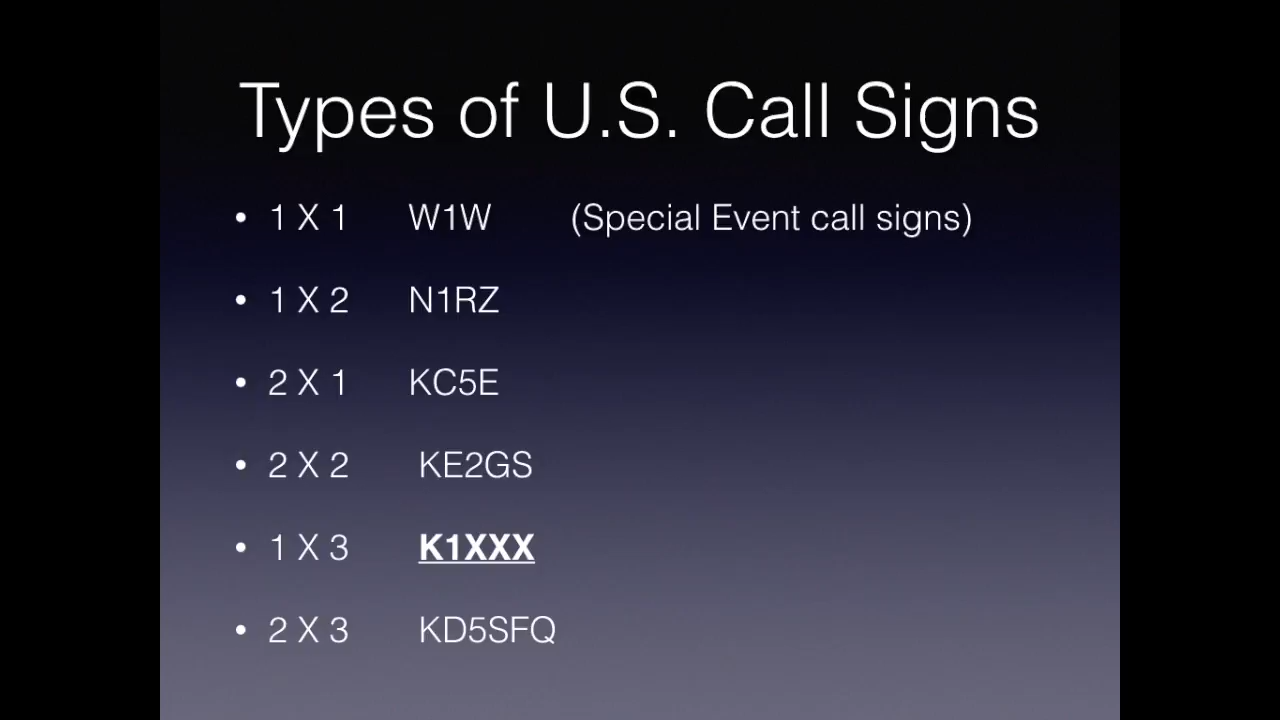 Types of U.S. Call Signs
• 1 X 1 W1W (Special Event call signs)
• 1 X 2 N1RZ
• 2 X 1 KC5E
• 2 X 2 KE2GS
• 1 X 3 K1XXX
• 2 X 3 KD5SFQ